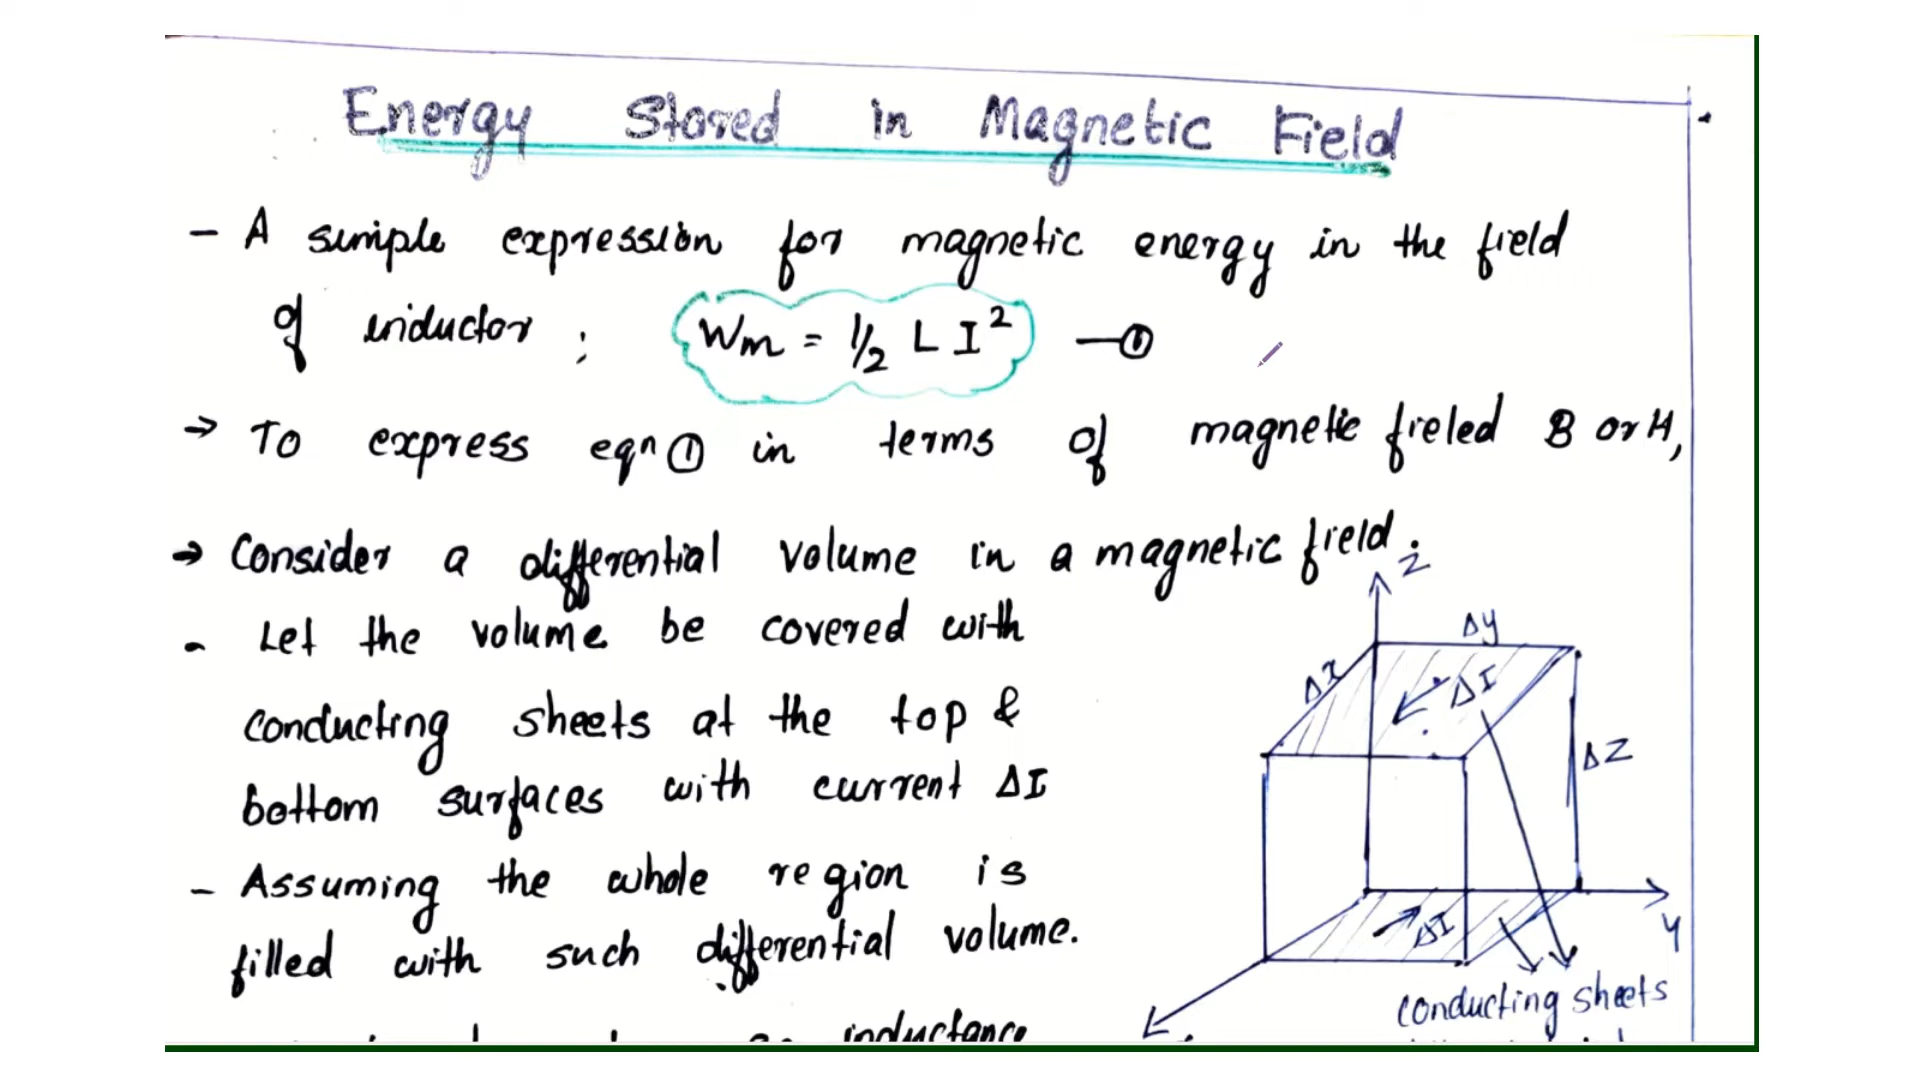 Energy Stored in Magnetic Field
- A simple expression for magnetic energy in the field
of inductor ; Wm = 1/2 L I² —①
→ To express eqn ① in terms of magnetic freled B or H,
→ Consider a differential volume in a magnetic field.
- Let the volume be covered with
conducting sheets at the top &
bottom surfaces with current ΔI
- Assuming the whole region is
filled with such differential volume.
inductance
Z
Δy
Δx
ΔI
ΔZ
ΔI
y
conducting sheets